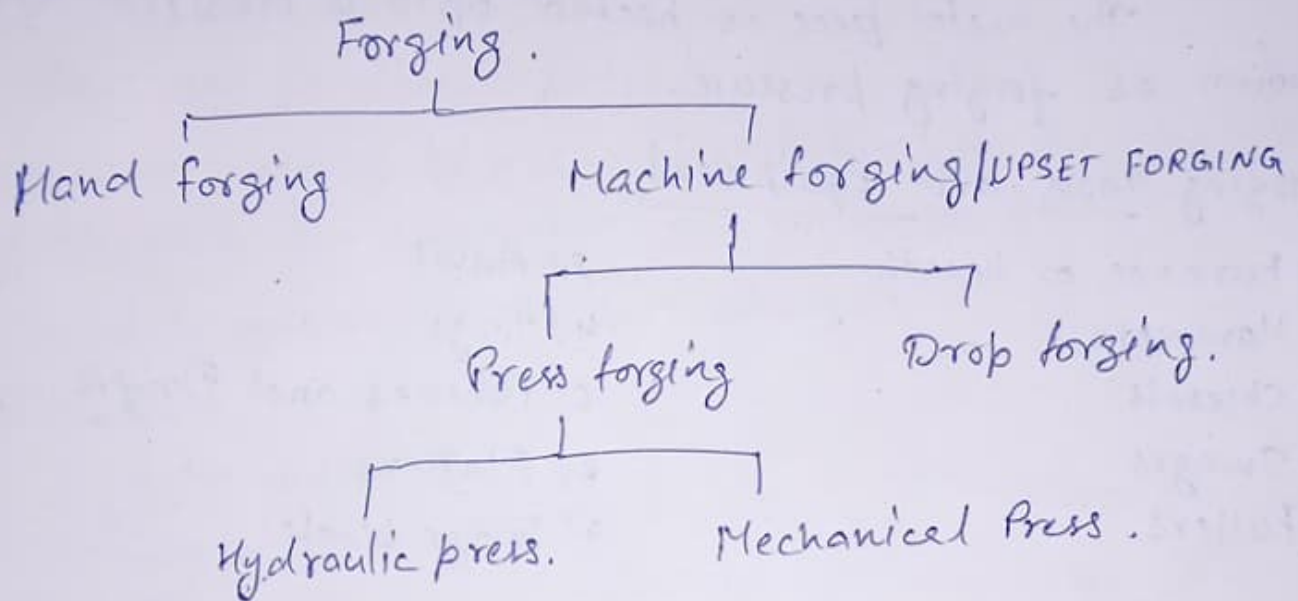 Forging.
Hand forging
Machine forging/UPSET FORGING
Press forging
Drop forging.
Hydraulic press.
Mechanical Press.